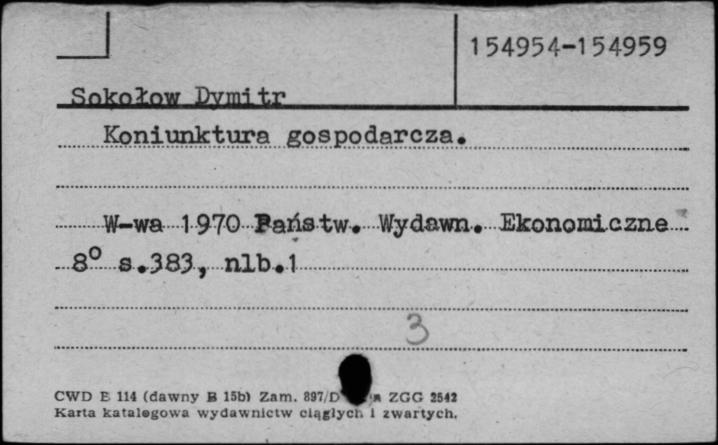 154954-154959
Sokołow Dymitr
Koniunktura gospodarcza.
W-wa 1970 Państw. Wydawn. Ekonomiczne
8° s.383, nlb.1
3
CWD E 114 (dawny B 15b) Zam. 897/D ZGG 2542
Karta katalogowa wydawnictw ciągłych i zwartych.